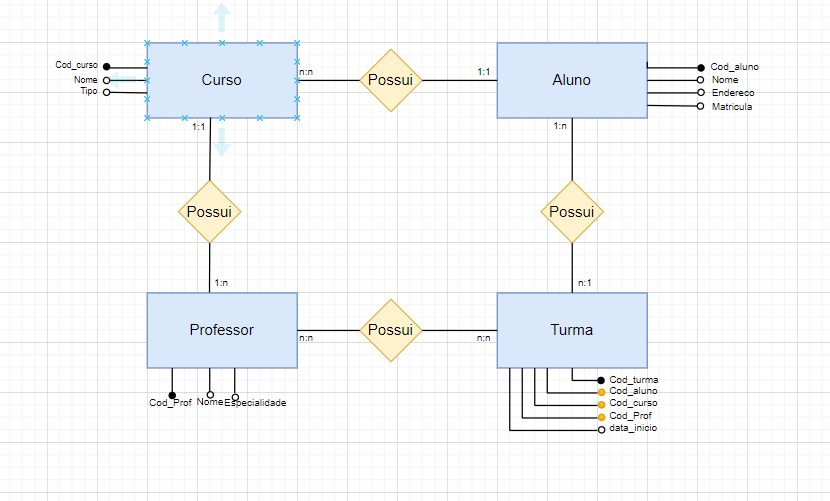 Cod_curso
Nome
Tipo
Curso
n:n
Possui
1:1
Aluno
Cod_aluno
Nome
Endereco
Matricula
1:1
1:n
Possui
Possui
1:n
n:1
Professor
n:n
Possui
n:n
Turma
Cod_Prof
Nome
Especialidade
Cod_turma
Cod_aluno
Cod_curso
Cod_Prof
data_inicio